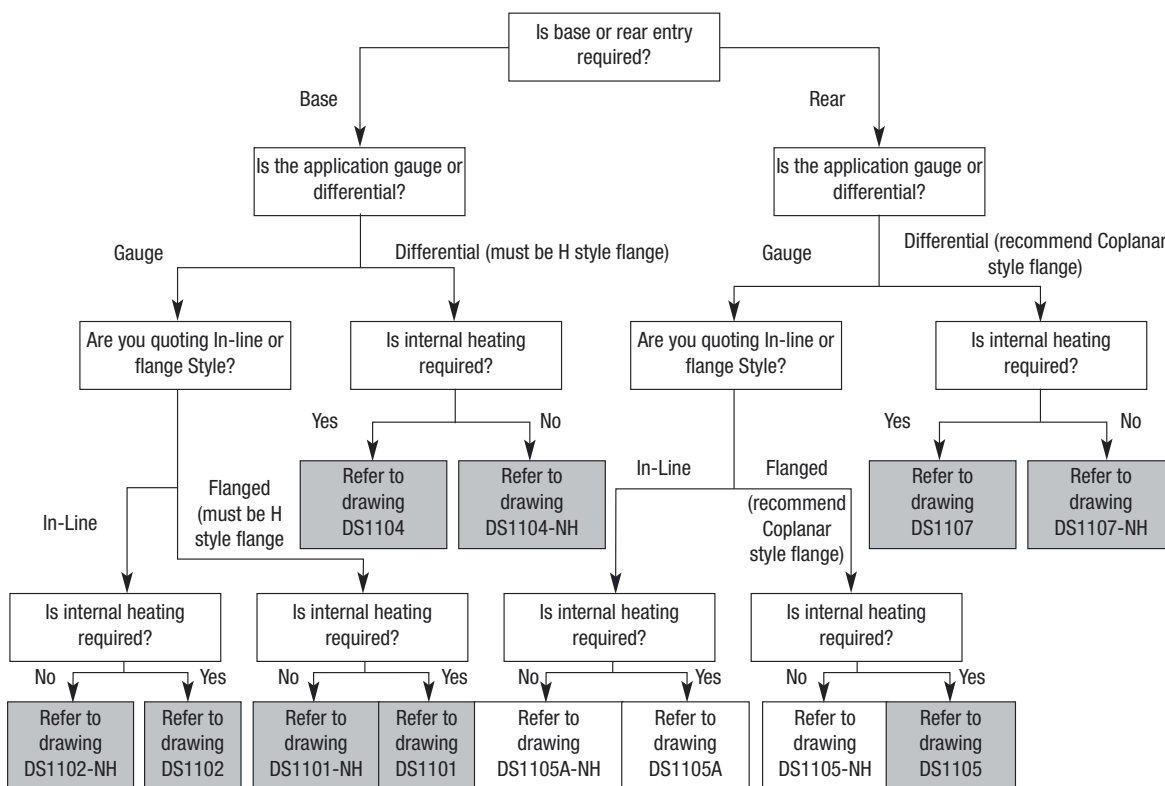 Is base or rear entry
required?
Base
Rear
Is the application gauge or
differential?
Is the application gauge or
differential?
Gauge
Differential (must be H style flange)
Gauge
Differential (recommend Coplanar
style flange)
Are you quoting In-line or
flange Style?
Is internal heating
required?
Are you quoting In-line or
flange Style?
Is internal heating
required?
Yes
No
Yes
No
Refer to
drawing
DS1104
Refer to
drawing
DS1104-NH
Refer to
drawing
DS1107
Refer to
drawing
DS1107-NH
In-Line
Flanged
(must be H
style flange
In-Line
Flanged
(recommend
Coplanar
style flange)
Is internal heating
required?
Is internal heating
required?
Is internal heating
required?
Is internal heating
required?
No
Yes
No
Yes
No
Yes
No
Yes
Refer to
drawing
DS1102-NH
Refer to
drawing
DS1102
Refer to
drawing
DS1101-NH
Refer to
drawing
DS1101
Refer to
drawing
DS1105A-NH
Refer to
drawing
DS1105A
Refer to
drawing
DS1105-NH
Refer to
drawing
DS1105